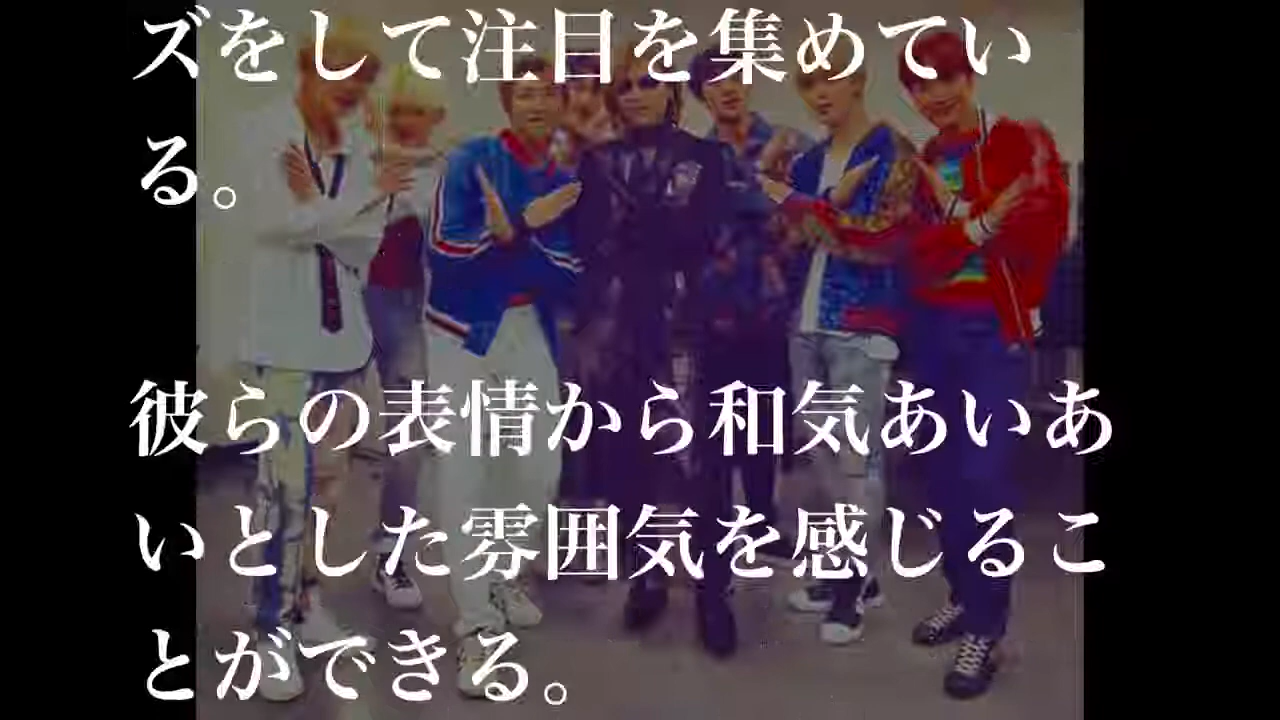 ズをして注目を集めてい
る。
彼らの表情から和気あいあ
いとした雰囲気を感じるこ
とができる。